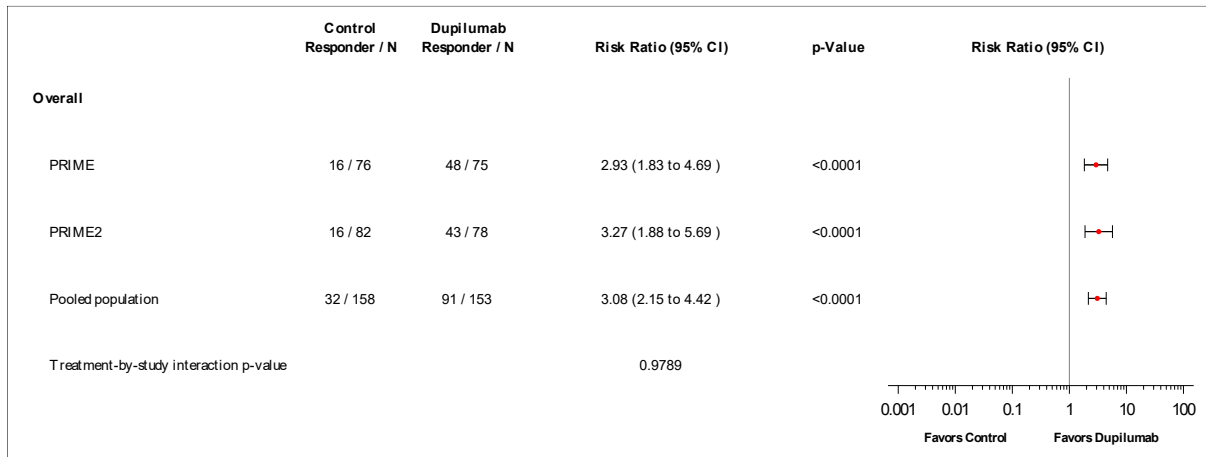 Control Dupilumab
Responder / N Responder / N Risk Ratio (95% CI) p-Value Risk Ratio (95% CI)
Overall
PRIME 16 / 76 48 / 75 2.93 (1.83 to 4.69 ) <0.0001
PRIME2 16 / 82 43 / 78 3.27 (1.88 to 5.69 ) <0.0001
Pooled population 32 / 158 91 / 153 3.08 (2.15 to 4.42 ) <0.0001
Treatment-by-study interaction p-value 0.9789
0.001 0.01 0.1 1 10 100
Favors Control Favors Dupilumab